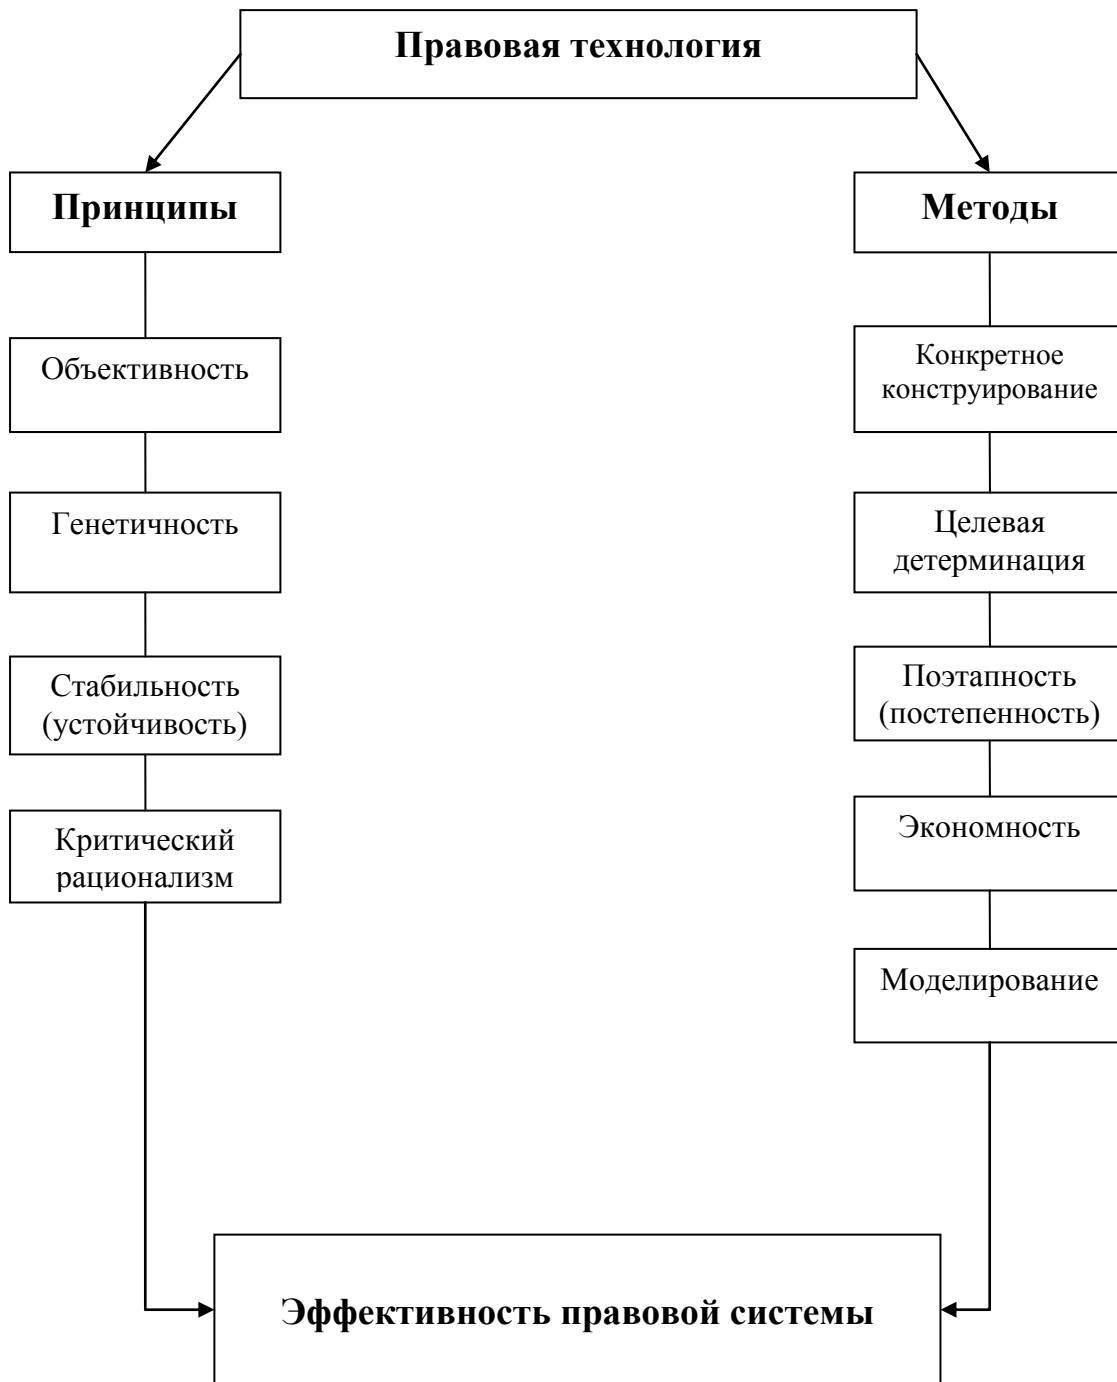 Правовая технология
Принципы
Методы
Объективность
Конкретное
конструирование
Генетичность
Целевая
детерминация
Стабильность
(устойчивость)
Поэтапность
(постепенность)
Критический
рационализм
Экономность
Моделирование
Эффективность правовой системы